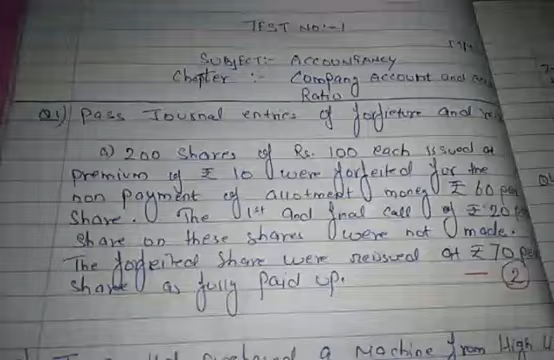 TEST NO:-1
SUBJECT:- ACCOUNTANCY
Chapter :- Company Account and
Ratio
Q1) Pass Journal entries of forfieture and
a) 200 shares of Rs. 100 each issued at
premium of ₹ 10 were forfeited for the
non payment of allotment money ₹ 60 per
share. The 1st and final call of ₹ 20
share on these shares were not made.
The forfeited share were reissued at ₹ 70 per
share as fully paid up. — 2
a Machine from High